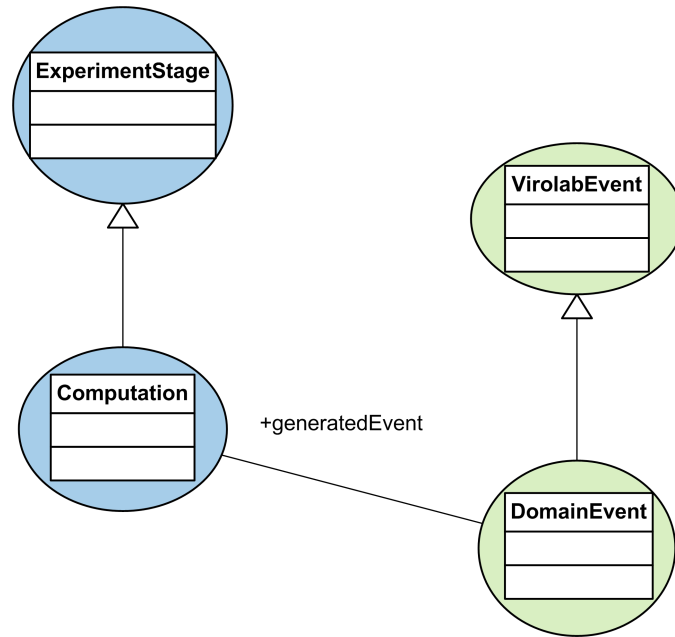 ExperimentStage
VirolabEvent
Computation
+generatedEvent
DomainEvent